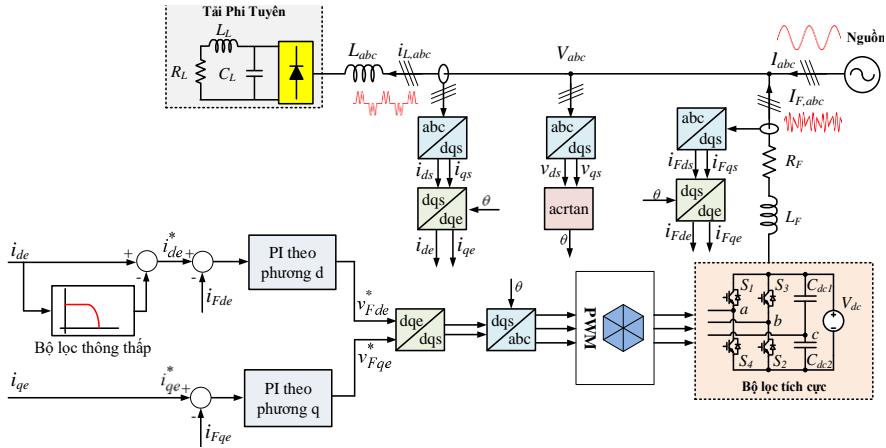 Tải Phi Tuyên
L_L
R_L
C_L
L_abc
i_L,abc
V_abc
Nguồn
I_abc
I_F,abc
abc
dqs
abc
dqs
abc
dqs
i_ds
i_qs
v_ds
v_qs
i_Fds
i_Fqs
R_F
dqs
dqe
θ
acrtan
θ
dqs
dqe
L_F
i_de
i_qe
θ
i_Fde
i_Fqe
i_de
+
-
i*_de
+
-
i_Fde
PI theo
phương d
v*_Fde
Bộ lọc thông thấp
dqe
dqs
θ
dqs
abc
PWM
S_1
S_3
C_dc1
V_dc
a
b
c
S_4
S_2
C_dc2
Bộ lọc tích cực
i_qe
i*_qe
+
-
i_Fqe
PI theo
phương q
v*_Fqe